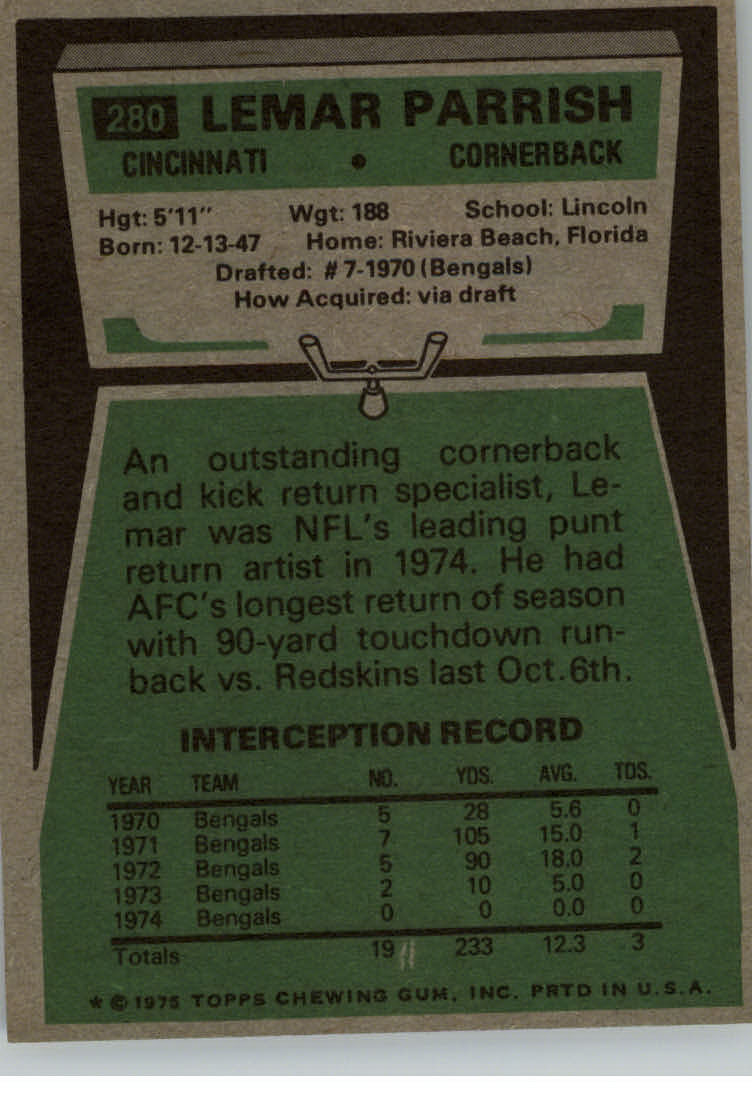 280 LEMAR PARRISH
CINCINNATI • CORNERBACK
Hgt: 5'11" Wgt: 188 School: Lincoln
Born: 12-13-47 Home: Riviera Beach, Florida
Drafted: #7-1970 (Bengals)
How Acquired: via draft
An outstanding cornerback
and kick return specialist, Le-
mar was NFL's leading punt
return artist in 1974. He had
AFC's longest return of season
with 90-yard touchdown run-
back vs. Redskins last Oct. 6th.
INTERCEPTION RECORD
YEAR TEAM NO. YDS. AVG. TDS.
1970 Bengals 5 28 5.6 0
1971 Bengals 7 105 15.0 1
1972 Bengals 5 90 18.0 2
1973 Bengals 2 10 5.0 0
1974 Bengals 0 0 0.0 0
Totals 19 233 12.3 3
* © 1975 TOPPS CHEWING GUM, INC. PRTD IN U.S.A.